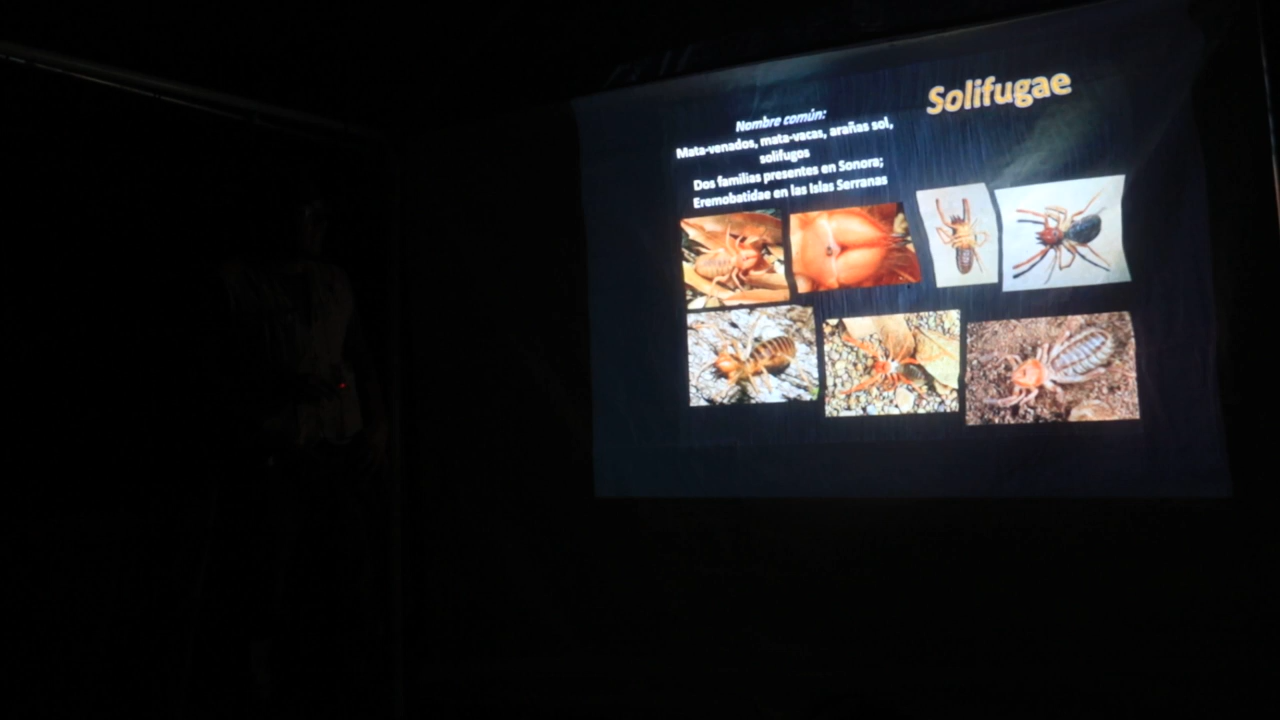 Solifugae
Nombre común:
Mata-venados, mata-vacas, arañas sol,
solifugos
Dos familias presentes en Sonora;
Eremobatidae en las Islas Serranas